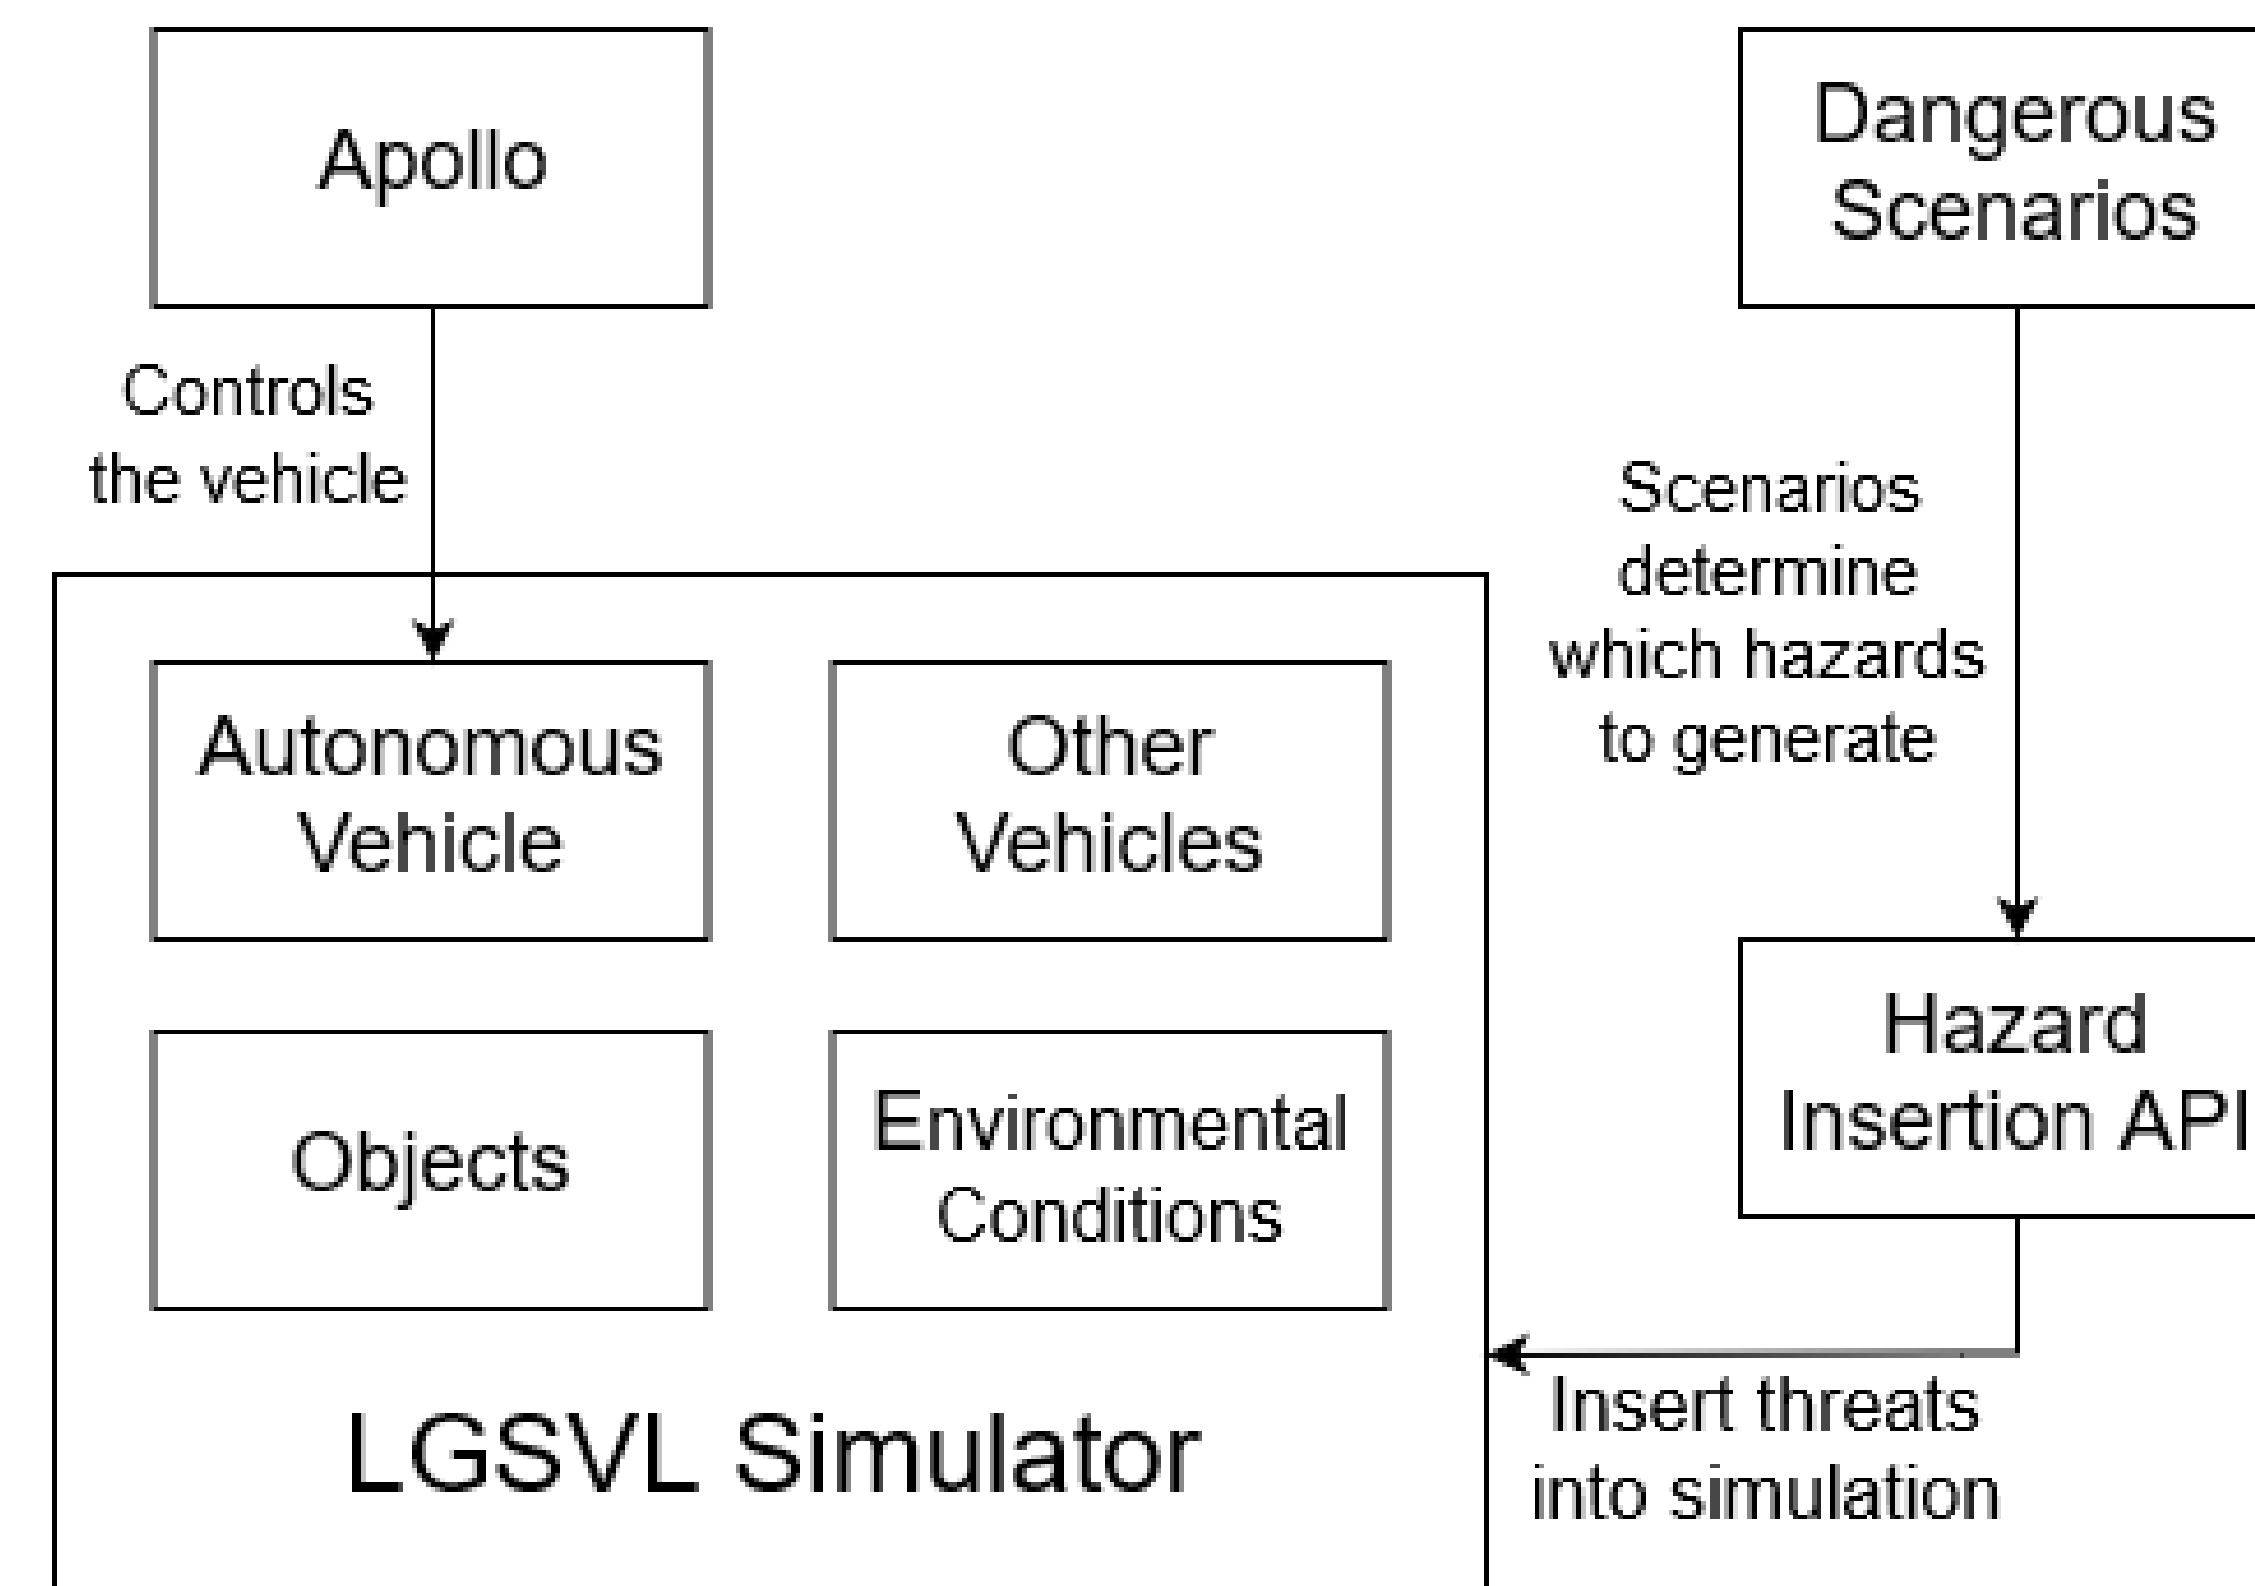 Apollo
Dangerous
Scenarios
Controls
the vehicle
Scenarios
determine
which hazards
to generate
Autonomous
Vehicle
Other
Vehicles
Objects
Environmental
Conditions
Hazard
Insertion API
LGSVL Simulator
Insert threats
into simulation